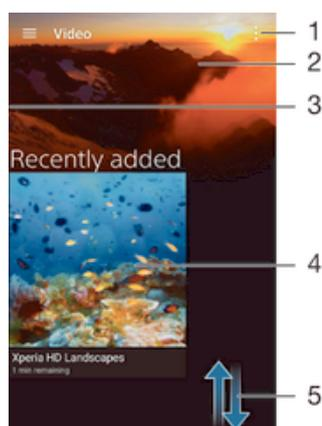 Video
1
2
3
Recently added
4
Xperia HD Landscapes
1 min remaining
5